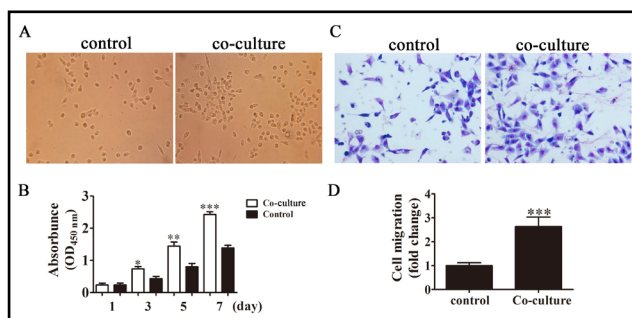 A
control
co-culture
C
control
co-culture
B
Absorbunce
(OD450 nm)
3
2
1
0
*
**
***
Co-culture
Control
1 3 5 7 (day)
D
Cell migration
(fold change)
4
3
2
1
0
***
control Co-culture